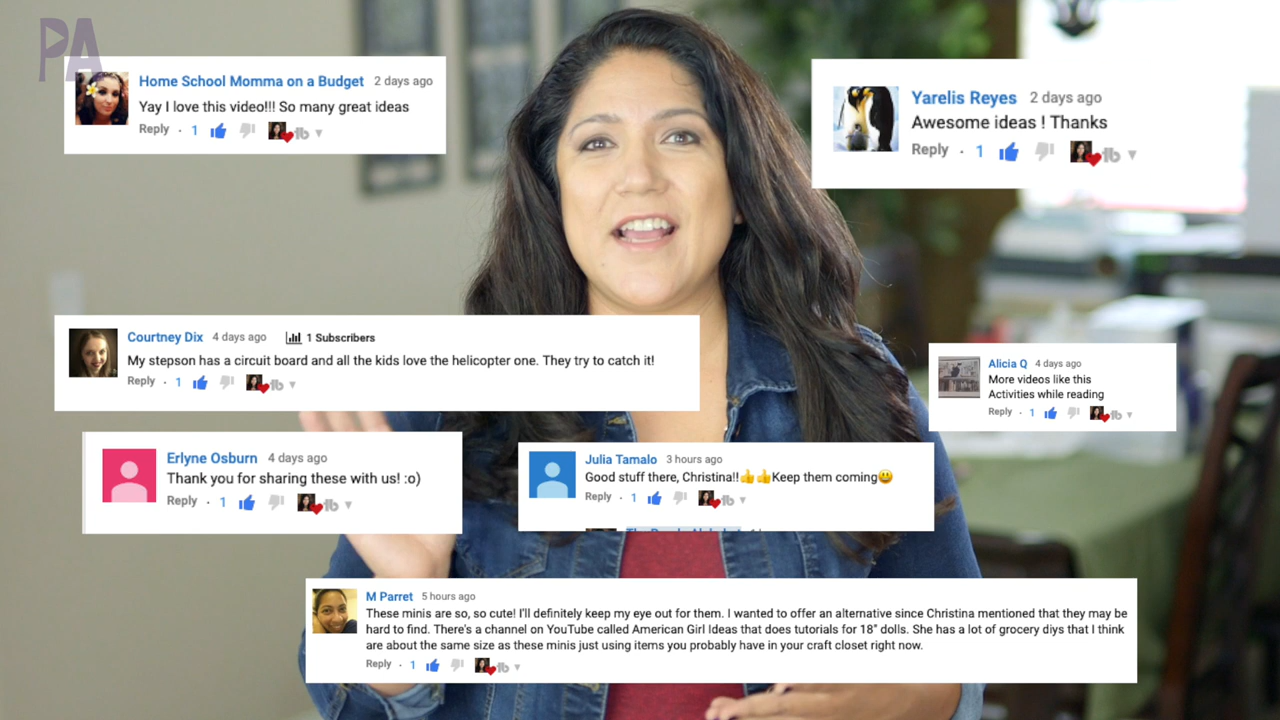 PA
Home School Momma on a Budget 2 days ago
Yay I love this video!!! So many great ideas
Reply · 1
Yarelis Reyes 2 days ago
Awesome ideas ! Thanks
Reply · 1
Courtney Dix 4 days ago 1 Subscribers
My stepson has a circuit board and all the kids love the helicopter one. They try to catch it!
Reply · 1
Alicia Q 4 days ago
More videos like this
Activities while reading
Reply · 1
Erlyne Osburn 4 days ago
Thank you for sharing these with us! :o)
Reply · 1
Julia Tamalo 3 hours ago
Good stuff there, Christina!!👍👍Keep them coming😃
Reply · 1
M Parret 5 hours ago
These minis are so, so cute! I'll definitely keep my eye out for them. I wanted to offer an alternative since Christina mentioned that they may be
hard to find. There's a channel on YouTube called American Girl Ideas that does tutorials for 18" dolls. She has a lot of grocery diys that I think
are about the same size as these minis just using items you probably have in your craft closet right now.
Reply · 1